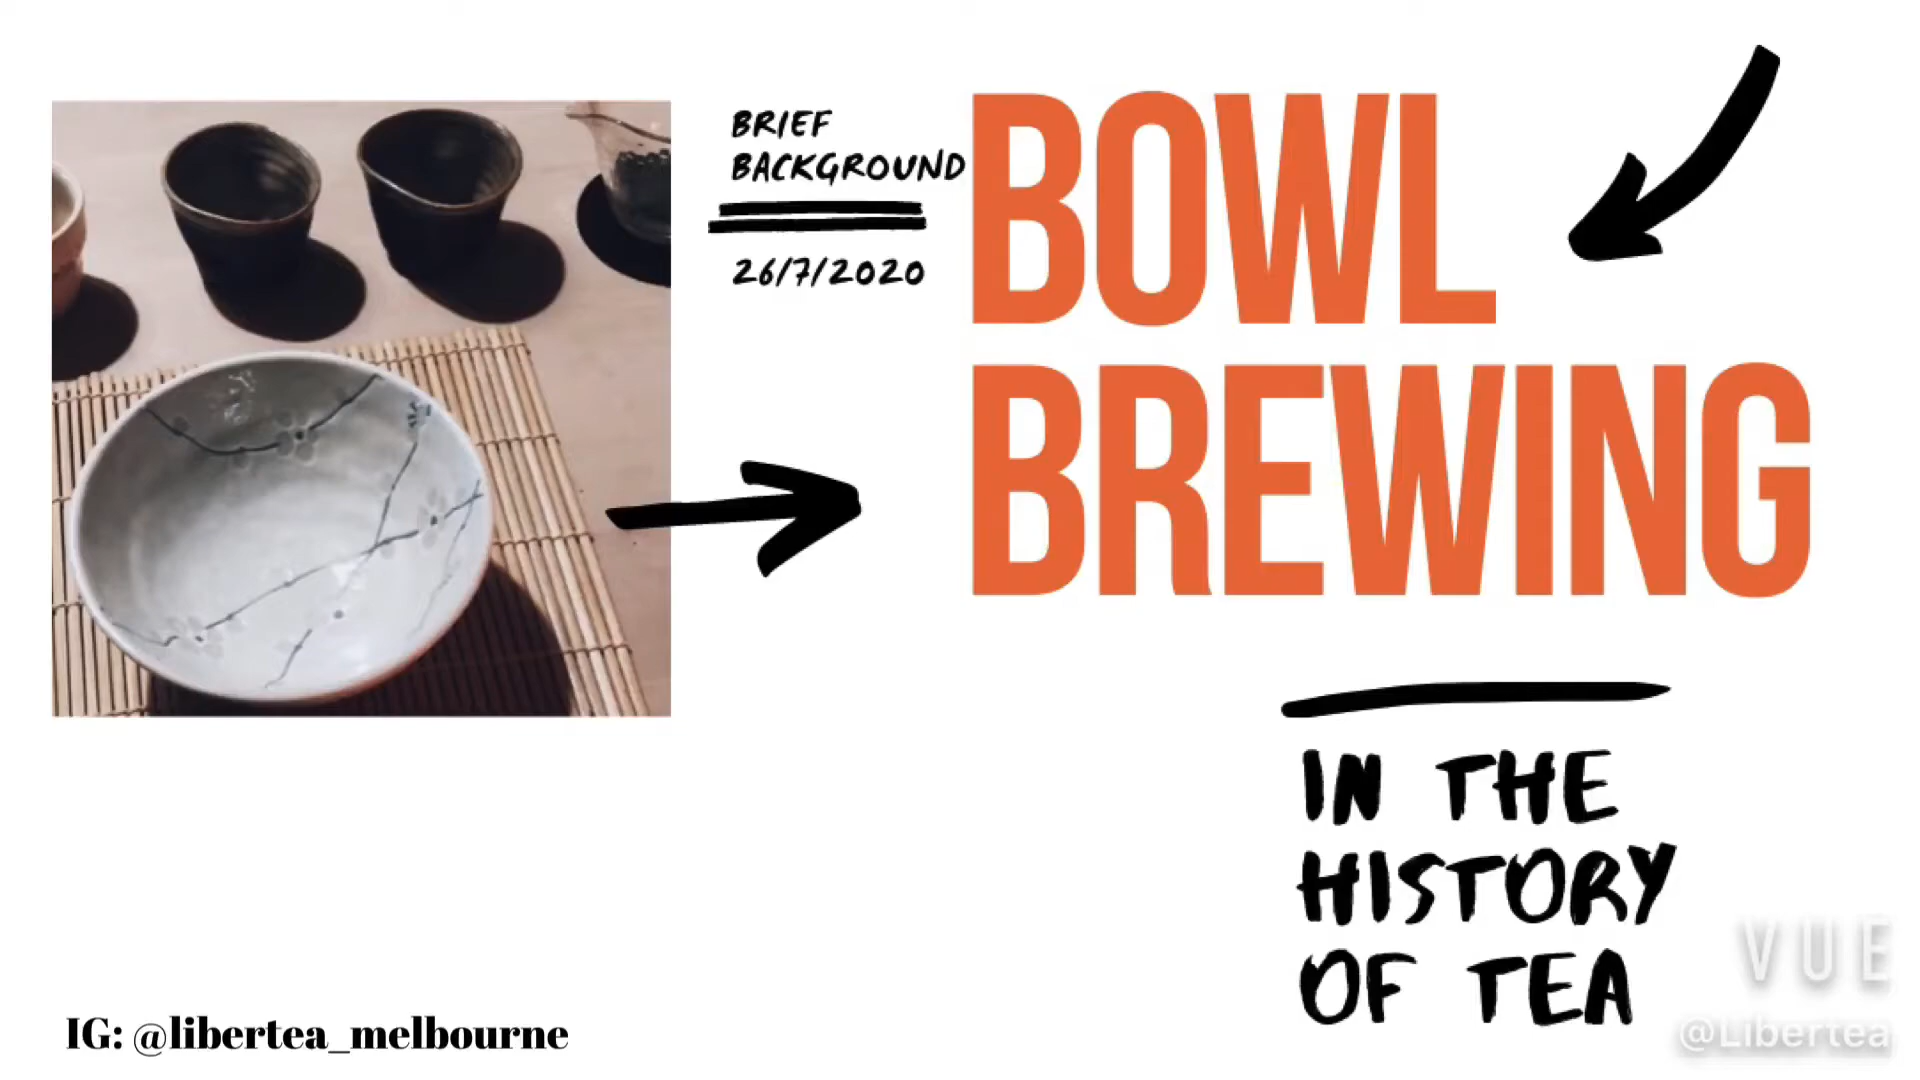 BRIEF
BACKGROUND
26/7/2020
BOWL
BREWING
IN THE
HISTORY
OF TEA
IG: @libertea_melbourne
VUE
@Libertea